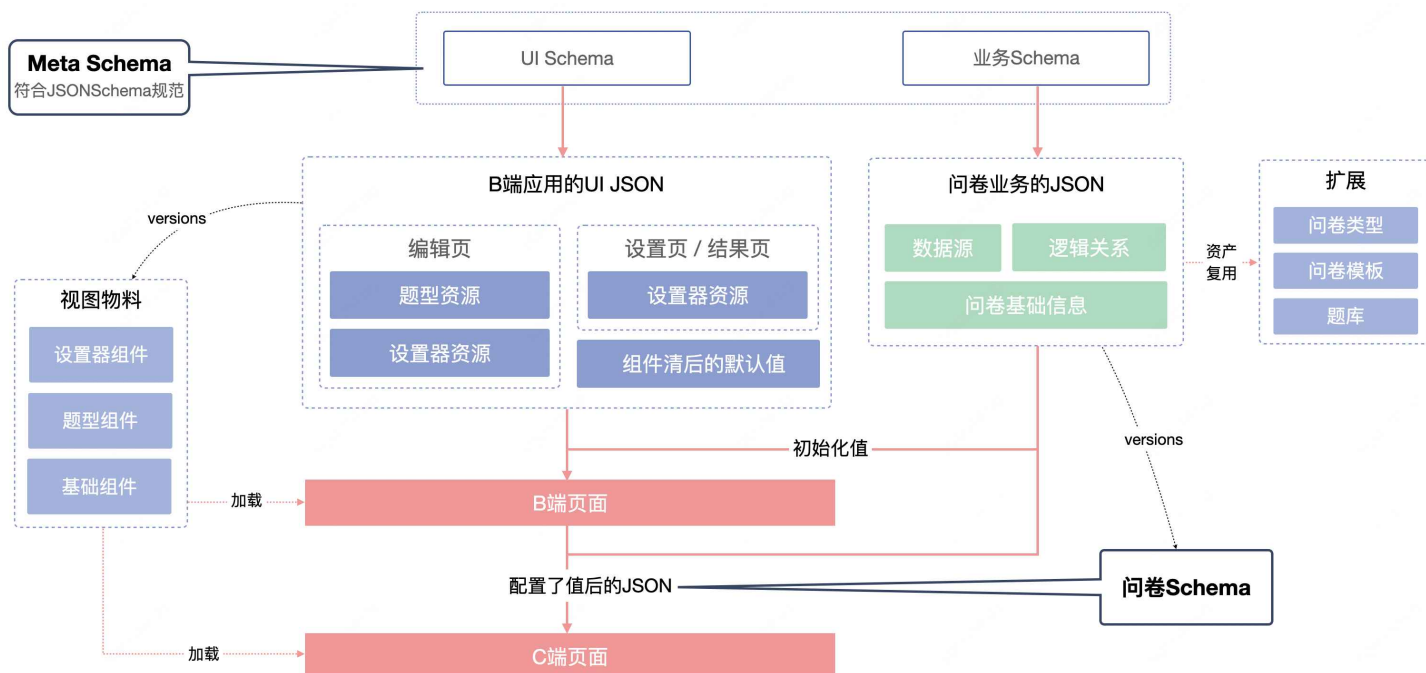 Meta Schema
符合JSONSchema规范
UI Schema
业务Schema
B端应用的UI JSON
编辑页
题型资源
设置器资源
设置页 / 结果页
设置器资源
组件清后的默认值
问卷业务的JSON
数据源
逻辑关系
问卷基础信息
资产
复用
扩展
问卷类型
问卷模板
题库
versions
视图物料
设置器组件
题型组件
基础组件
初始化值
versions
加载
B端页面
配置了值后的JSON
问卷Schema
加载
C端页面